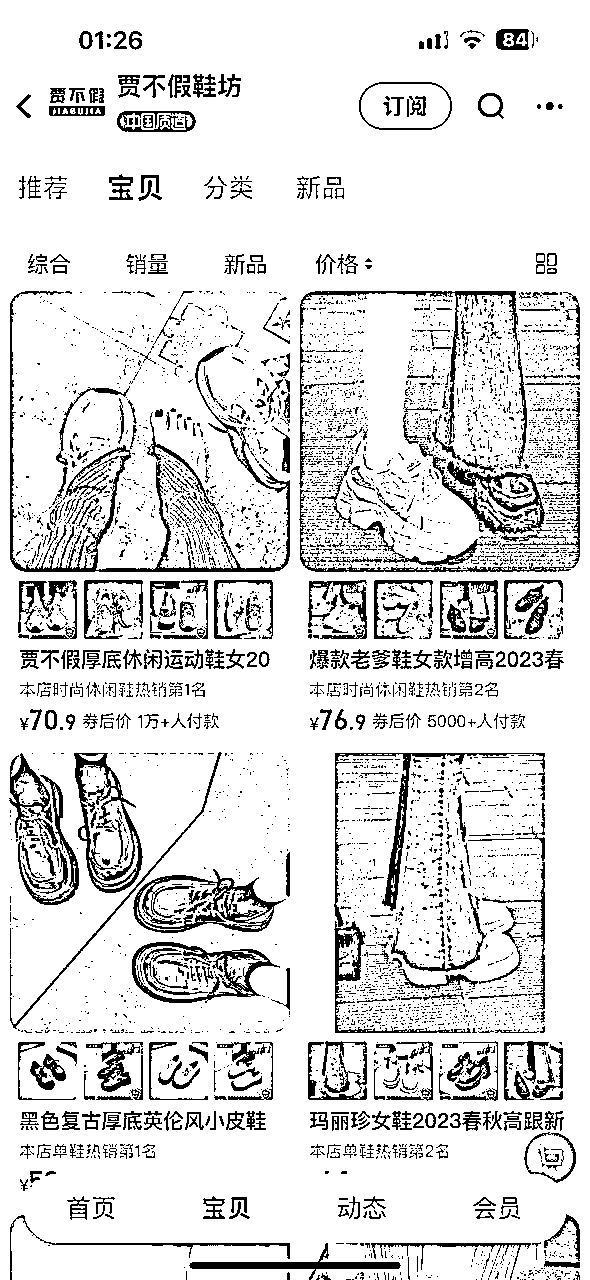 01:26
84
贾不假
JIABUJIA
贾不假鞋坊
中国质造
订阅
推荐 宝贝 分类 新品
综合 销量 新品 价格
贾不假厚底休闲运动鞋女20
本店时尚休闲鞋热销第1名
¥70.9 券后价 1万+人付款
爆款老爹鞋女款增高2023春
本店时尚休闲鞋热销第2名
¥76.9 券后价 5000+人付款
黑色复古厚底英伦风小皮鞋
本店单鞋热销第1名
玛丽珍女鞋2023春秋高跟新
本店单鞋热销第2名
首页 宝贝 动态 会员